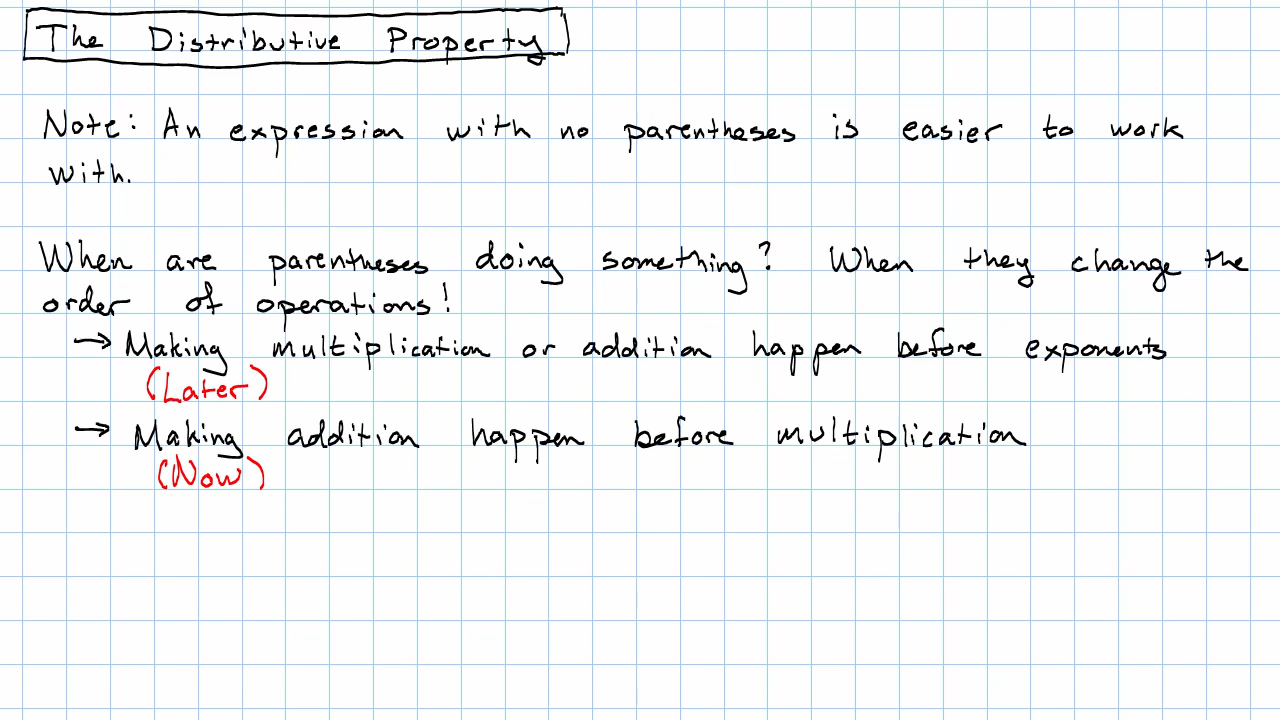 The Distributive Property
Note: An expression with no parentheses is easier to work
with.
When are parentheses doing something? When they change the
order of operations!
→ Making multiplication or addition happen before exponents
(Later)
→ Making addition happen before multiplication
(Now)